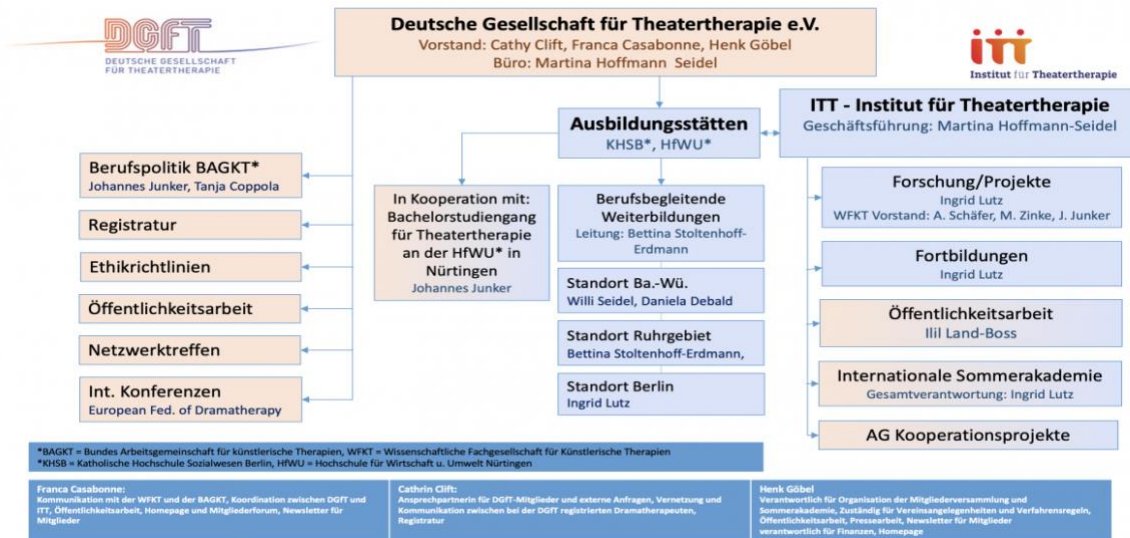 DGFT
DEUTSCHE GESELLSCHAFT
FÜR THEATERTHERAPIE
Deutsche Gesellschaft für Theatertherapie e.V.
Vorstand: Cathy Clift, Franca Casabonne, Henk Göbel
Büro: Martina Hoffmann Seidel
itt
Institut für Theatertherapie
Ausbildungsstätten
KHSB*, HfWU*
ITT - Institut für Theatertherapie
Geschäftsführung: Martina Hoffmann-Seidel
Berufspolitik BAGKT*
Johannes Junker, Tanja Coppola
Registratur
Ethikrichtlinien
Öffentlichkeitsarbeit
Netzwerktreffen
Int. Konferenzen
European Fed. of Dramatherapy
In Kooperation mit:
Bachelorstudiengang
für Theatertherapie
an der HfWU* in
Nürtingen
Johannes Junker
Berufsbegleitende
Weiterbildungen
Leitung: Bettina Stoltenhoff-
Erdmann
Standort Ba.-Wü.
Willi Seidel, Daniela Debald
Standort Ruhrgebiet
Bettina Stoltenhoff-Erdmann,
Standort Berlin
Ingrid Lutz
Forschung/Projekte
Ingrid Lutz
WFKT Vorstand: A. Schäfer, M. Zinke, J. Junker
Fortbildungen
Ingrid Lutz
Öffentlichkeitsarbeit
Ilil Land-Boss
Internationale Sommerakademie
Gesamtverantwortung: Ingrid Lutz
AG Kooperationsprojekte
*BAGKT = Bundes Arbeitsgemeinschaft für künstlerische Therapien, WFKT = Wissenschaftliche Fachgesellschaft für Künstlerische Therapien
*KHSB = Katholische Hochschule Sozialwesen Berlin, HfWU = Hochschule für Wirtschaft u. Umwelt Nürtingen
Franca Casabonne:
Kommunikation mit der WFKT und der BAGKT, Koordination zwischen DGfT und
ITT, Öffentlichkeitsarbeit, Homepage und Mitgliederforum, Newsletter für
Mitglieder
Cathrin Clift:
Ansprechpartnerin für DGfT-Mitglieder und externe Anfragen, Vernetzung und
Kommunikation zwischen bei der DGfT registrierten Dramatherapeuten,
Registratur
Henk Göbel
Verantwortlich für Organisation der Mitgliederversammlung und
Sommerakademie, Zuständig für Vereinsangelegenheiten und Verfahrensregeln,
Öffentlichkeitsarbeit, Pressearbeit, Newsletter für Mitglieder
verantwortlich für Finanzen, Homepage